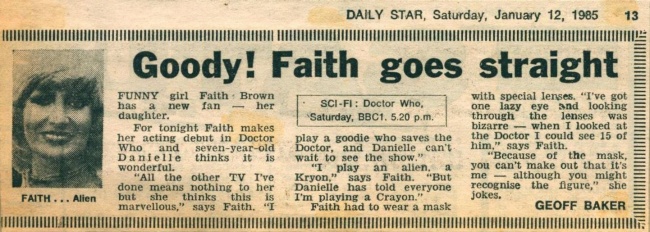 DAILY STAR, Saturday, January 12, 1985 13
Goody! Faith goes straight
FAITH . . . Alien
FUNNY girl Faith Brown
has a new fan — her
daughter.
For tonight Faith makes
her acting debut in Doctor
Who and seven-year-old
Danielle thinks it is
wonderful.
"All the other TV I've
done means nothing to her
but she thinks this is
marvellous," says Faith. "I
SCI-FI: Doctor Who,
Saturday, BBC1. 5.20 p.m.
play a goodie who saves the
Doctor, and Danielle can't
wait to see the show."
"I play an alien, a
Kryon," says Faith. "But
Danielle has told everyone
I'm playing a Crayon."
Faith had to wear a mask
with special lenses. "I've got
one lazy eye and looking
through the lenses was
bizarre — when I looked at
the Doctor I could see 15 of
him," says Faith.
"Because of the mask,
you can't make out that it's
me — although you might
recognise the figure," she
jokes.
GEOFF BAKER